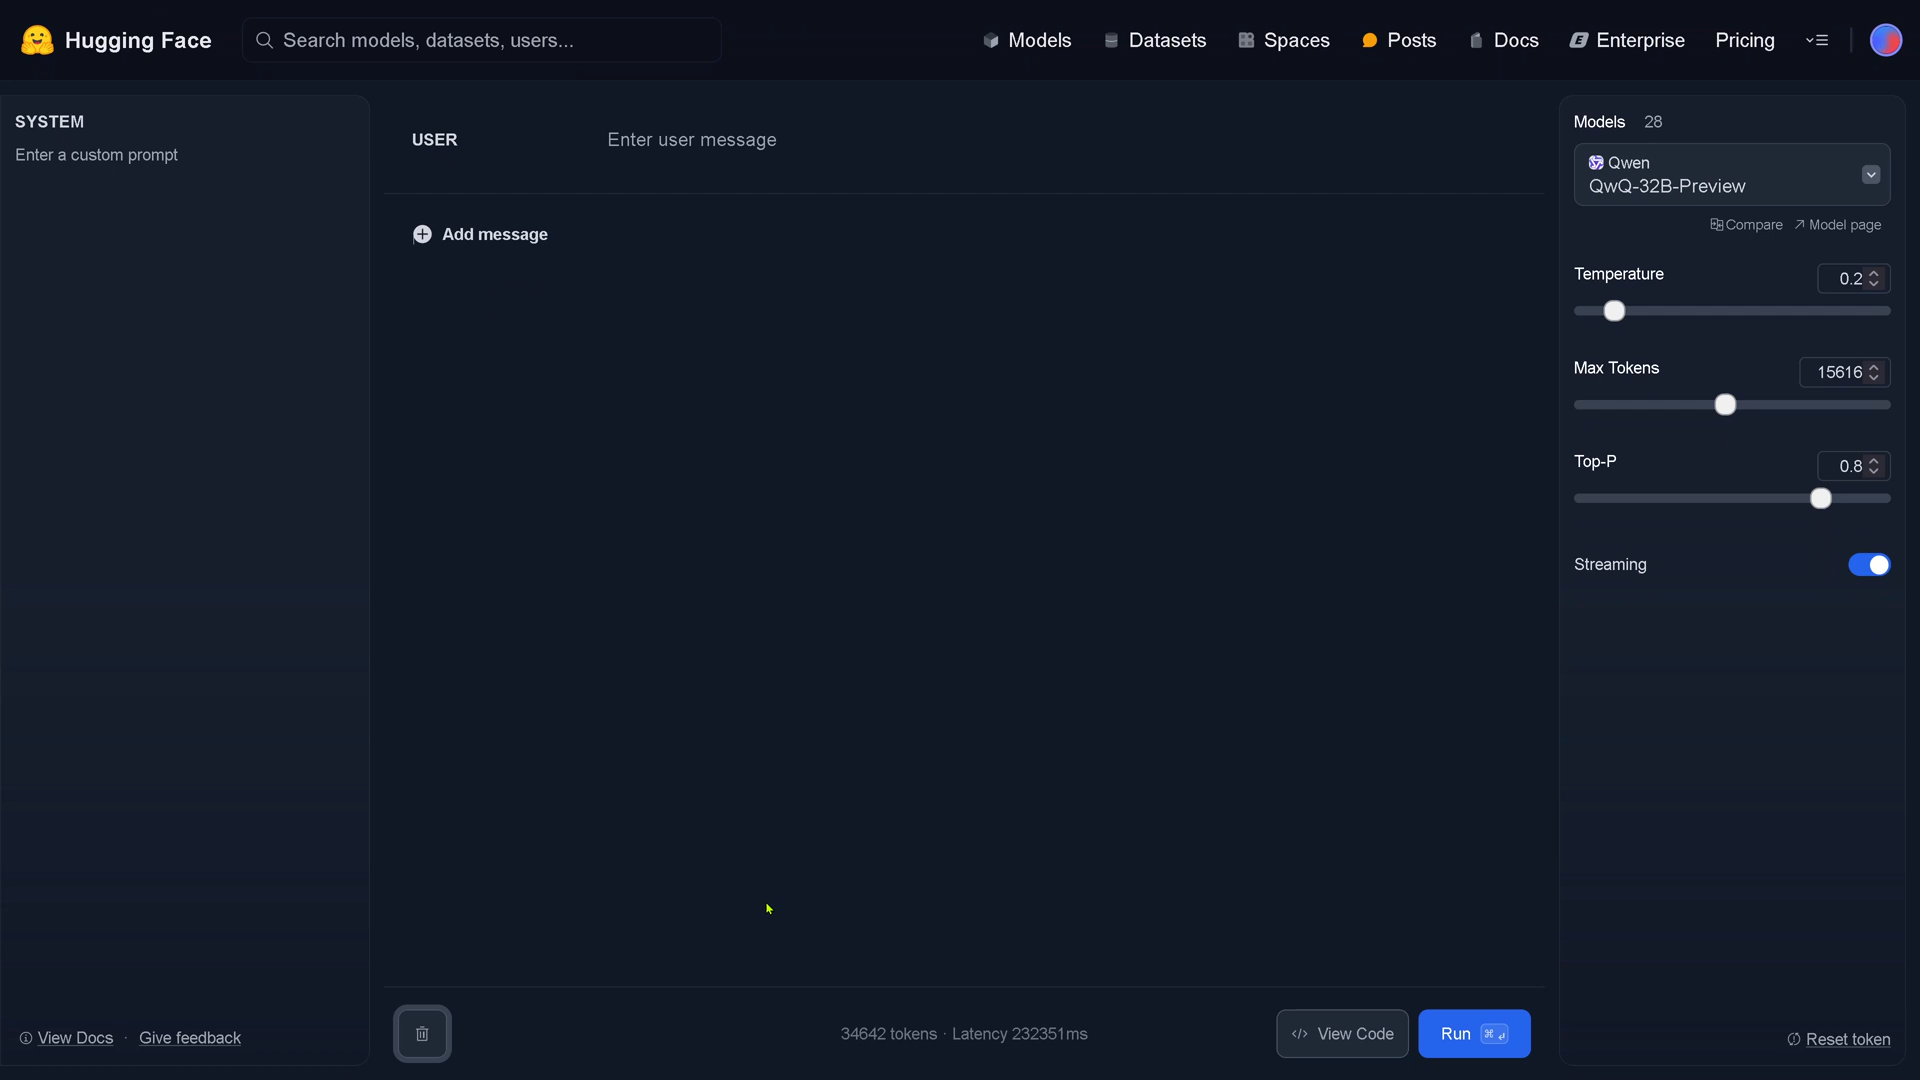 Hugging Face
Search models, datasets, users...
Models
Datasets
Spaces
Posts
Docs
Enterprise
Pricing
SYSTEM
Enter a custom prompt
USER
Enter user message
Add message
Models 28
Qwen
QwQ-32B-Preview
Compare
Model page
Temperature
0.2
Max Tokens
15616
Top-P
0.8
Streaming
View Docs · Give feedback
34642 tokens · Latency 232351ms
View Code
Run ⌘ ↵
Reset token